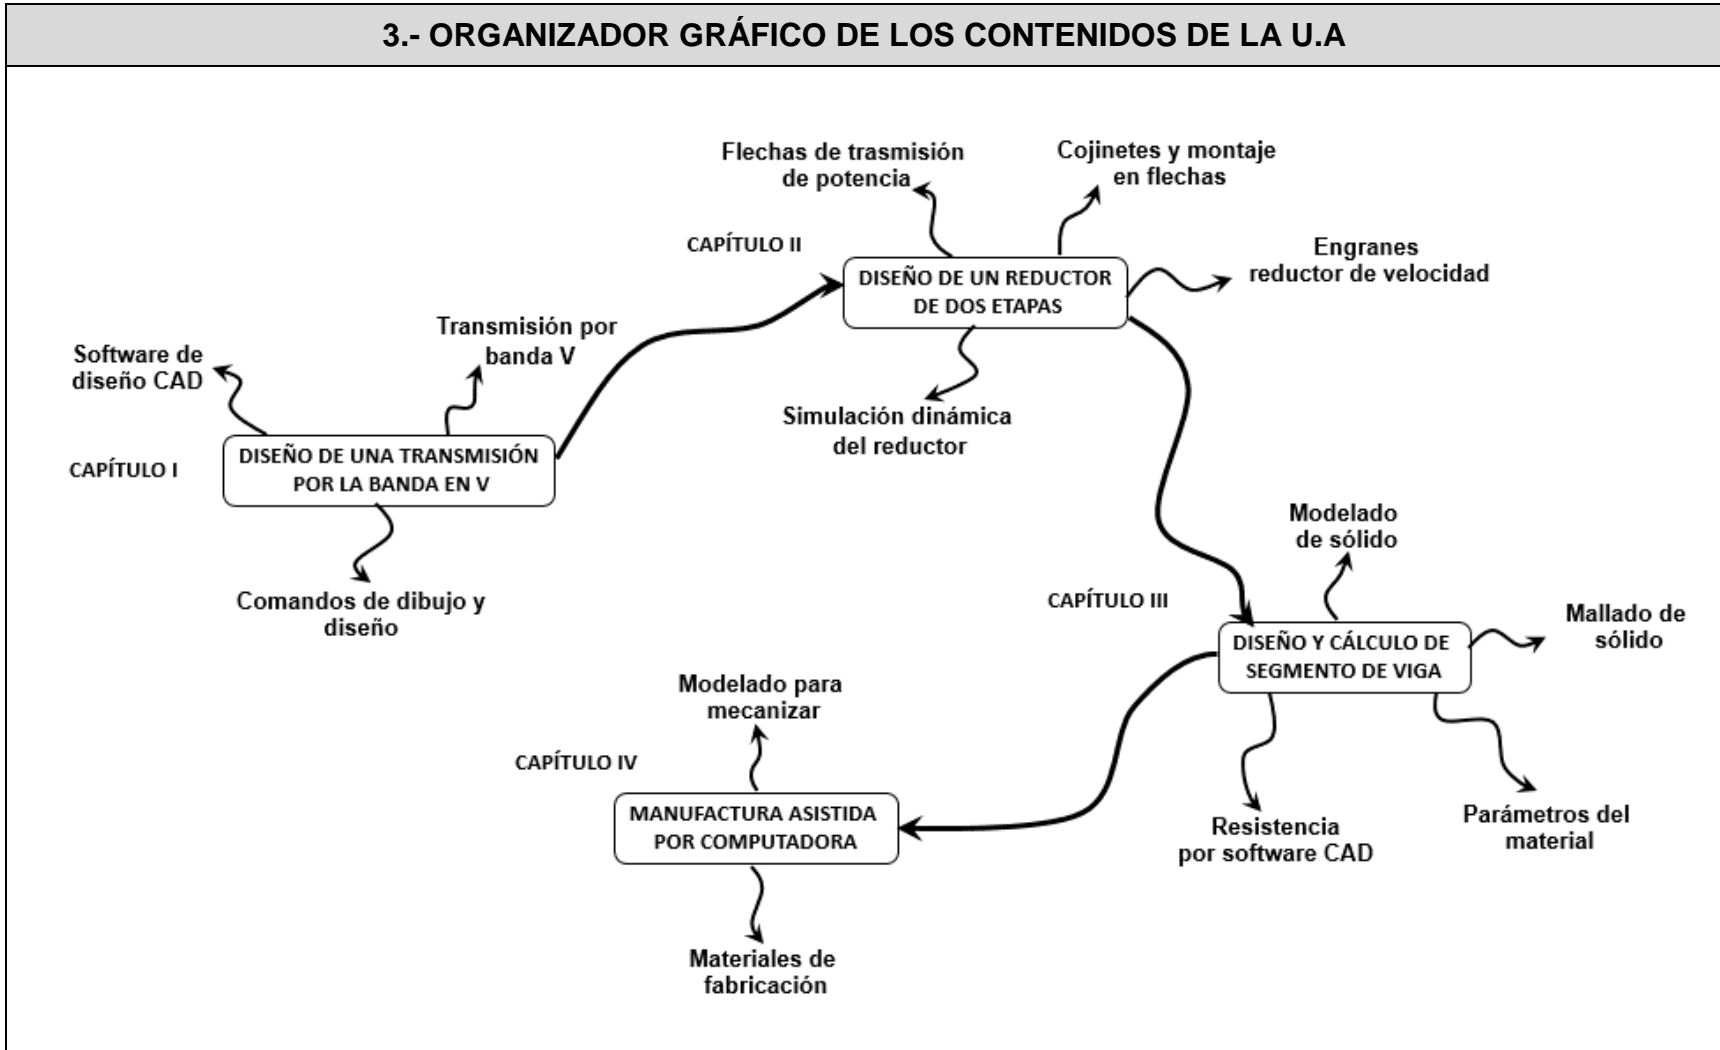 3.- ORGANIZADOR GRÁFICO DE LOS CONTENIDOS DE LA U.A
Flechas de trasmisión
de potencia
Cojinetes y montaje
en flechas
CAPÍTULO II
DISEÑO DE UN REDUCTOR
DE DOS ETAPAS
Engranes
reductor de velocidad
Simulación dinámica
del reductor
Software de
diseño CAD
Transmisión por
banda V
CAPÍTULO I
DISEÑO DE UNA TRANSMISIÓN
POR LA BANDA EN V
Comandos de dibujo y
diseño
Modelado
de sólido
CAPÍTULO III
DISEÑO Y CÁLCULO DE
SEGMENTO DE VIGA
Mallado de
sólido
Resistencia
por software CAD
Parámetros del
material
Modelado para
mecanizar
CAPÍTULO IV
MANUFACTURA ASISTIDA
POR COMPUTADORA
Materiales de
fabricación